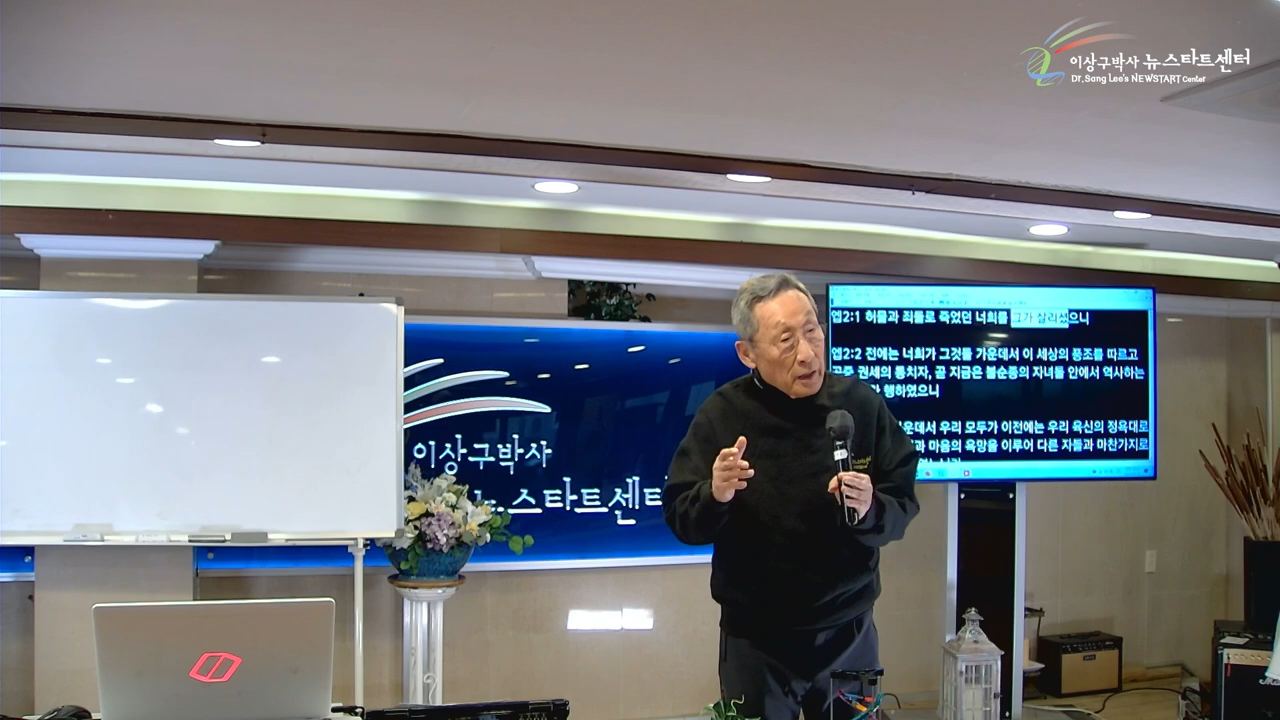 이상구박사 뉴스타트센터
Dr. Sang Lee's NEWSTART Center
엡2:1 허물과 죄들로 죽었던 너희를 그가 살리셨으니
엡2:2 전에는 너희가 그것들 가운데서 이 세상의 풍조를 따르고
공중 권세의 통치자, 곧 지금은 불순종의 자녀들 안에서 역사하는
행하였으니
가운데서 우리 모두가 이전에는 우리 육신의 정욕대로
마음의 욕망을 이루어 다른 자들과 마찬가지로
이상구박사
뉴스타트센터